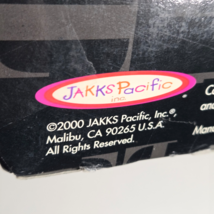 JAKKS Pacific
inc.
©2000 JAKKS Pacific, Inc.®,
Malibu, CA 90265 U.S.A.
All Rights Reserved.